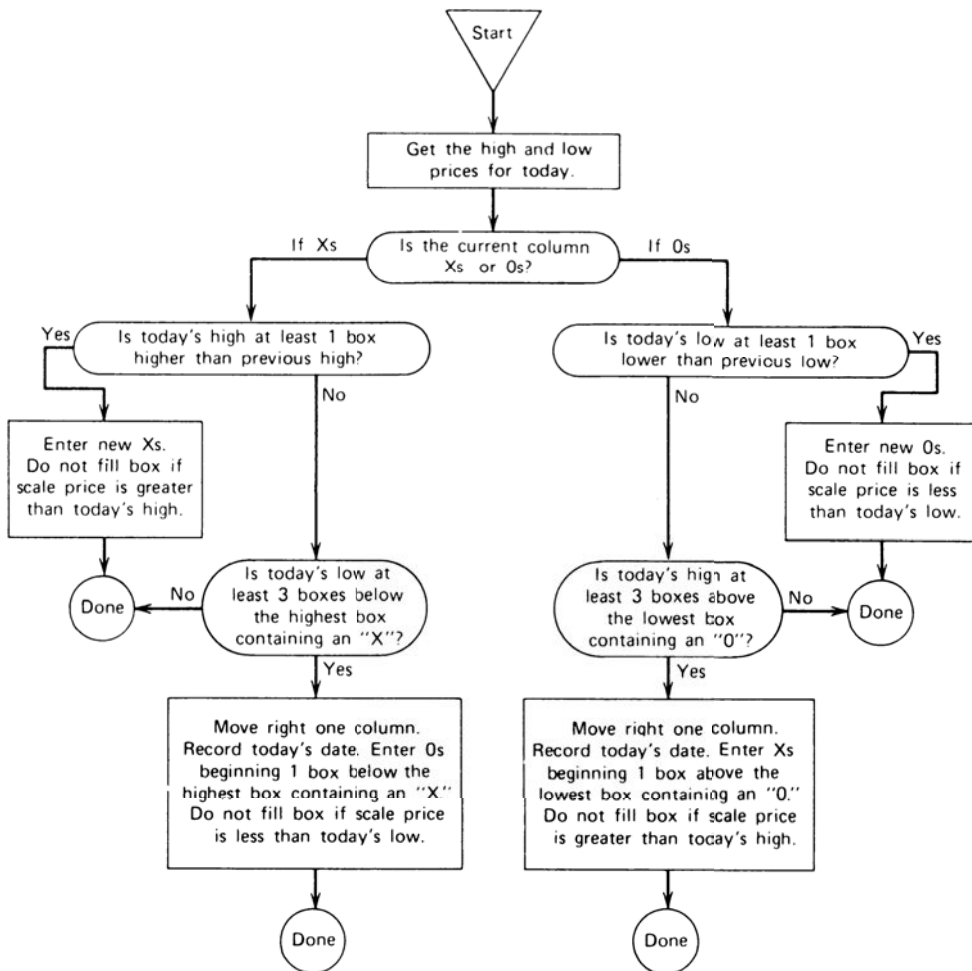 Start
Get the high and low
prices for today.
If Xs
Is the current column
Xs or 0s?
If 0s
Yes
Is today's high at least 1 box
higher than previous high?
No
Is today's low at least 1 box
lower than previous low?
Yes
No
Enter new Xs.
Do not fill box if
scale price is greater
than today's high.
Enter new 0s.
Do not fill box if
scale price is less
than today's low.
Done
No
Is today's low at
least 3 boxes below
the highest box
containing an "X"?
Yes
Is today's high at
least 3 boxes above
the lowest box
containing an "0"?
No
Done
Yes
Move right one column.
Record today's date. Enter 0s
beginning 1 box below the
highest box containing an "X."
Do not fill box if scale price
is less than today's low.
Move right one column.
Record today's date. Enter Xs
beginning 1 box above the
lowest box containing an "0."
Do not fill box if scale price
is greater than today's high.
Done
Done